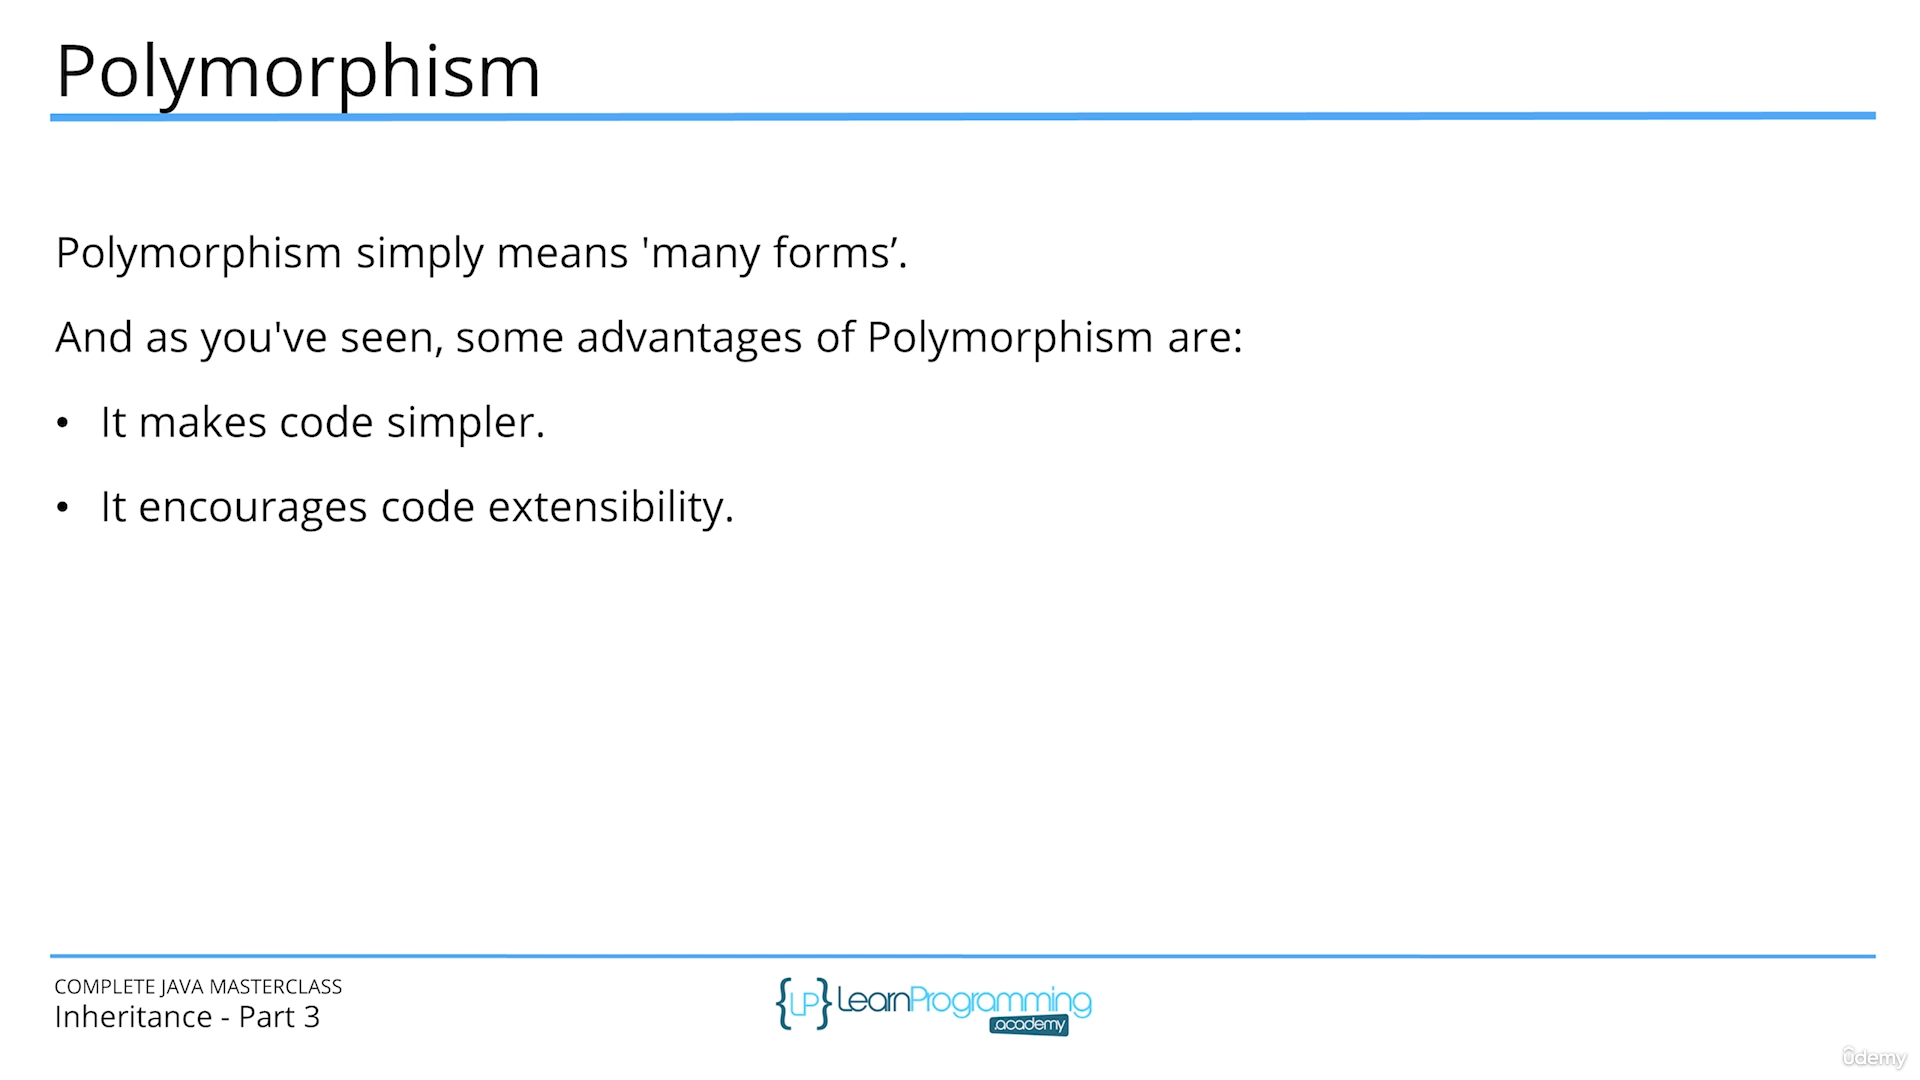 Polymorphism
Polymorphism simply means 'many forms’.
And as you've seen, some advantages of Polymorphism are:
• It makes code simpler.
• It encourages code extensibility.
COMPLETE JAVA MASTERCLASS
Inheritance - Part 3
{LP} LearnProgramming
.academy
ûdemy